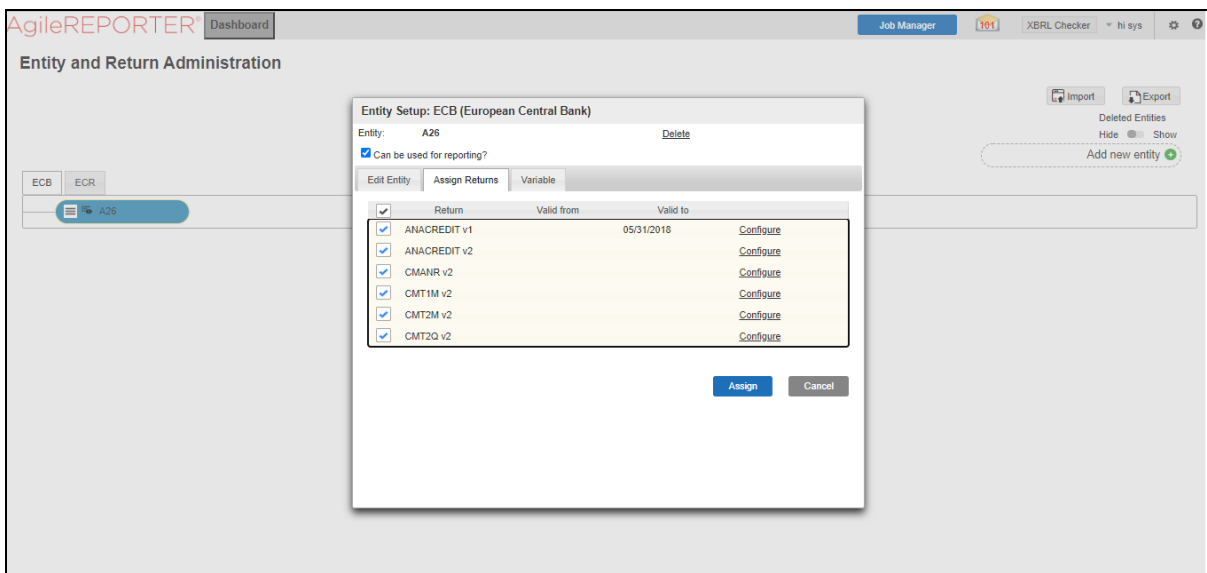 AgileREPORTER® Dashboard Job Manager 101 XBRL Checker hi sys
Entity and Return Administration
Import Export
Deleted Entities
Hide Show
Add new entity
ECB ECR
A26
Entity Setup: ECB (European Central Bank)
Entity: A26 Delete
Can be used for reporting?
Edit Entity Assign Returns Variable
Return Valid from Valid to
ANACREDIT v1 05/31/2018 Configure
ANACREDIT v2 Configure
CMANR v2 Configure
CMT1M v2 Configure
CMT2M v2 Configure
CMT2Q v2 Configure
Assign Cancel